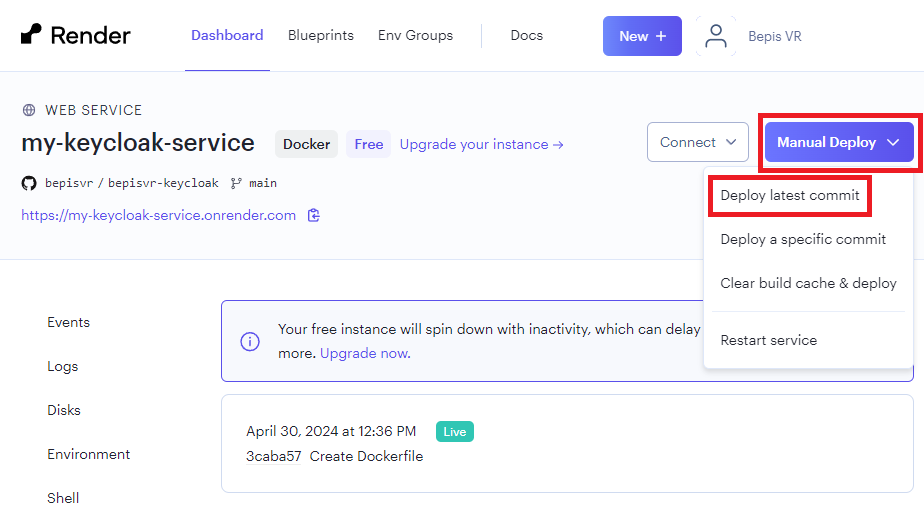 Render
Dashboard
Blueprints
Env Groups
Docs
New +
Bepis VR
WEB SERVICE
my-keycloak-service
Docker
Free
Upgrade your instance →
Connect
Manual Deploy
bepisvr / bepisvr-keycloak
main
https://my-keycloak-service.onrender.com
Deploy latest commit
Deploy a specific commit
Clear build cache & deploy
Restart service
Events
Logs
Disks
Environment
Shell
Your free instance will spin down with inactivity, which can delay
more. Upgrade now.
April 30, 2024 at 12:36 PM Live
3caba57 Create Dockerfile